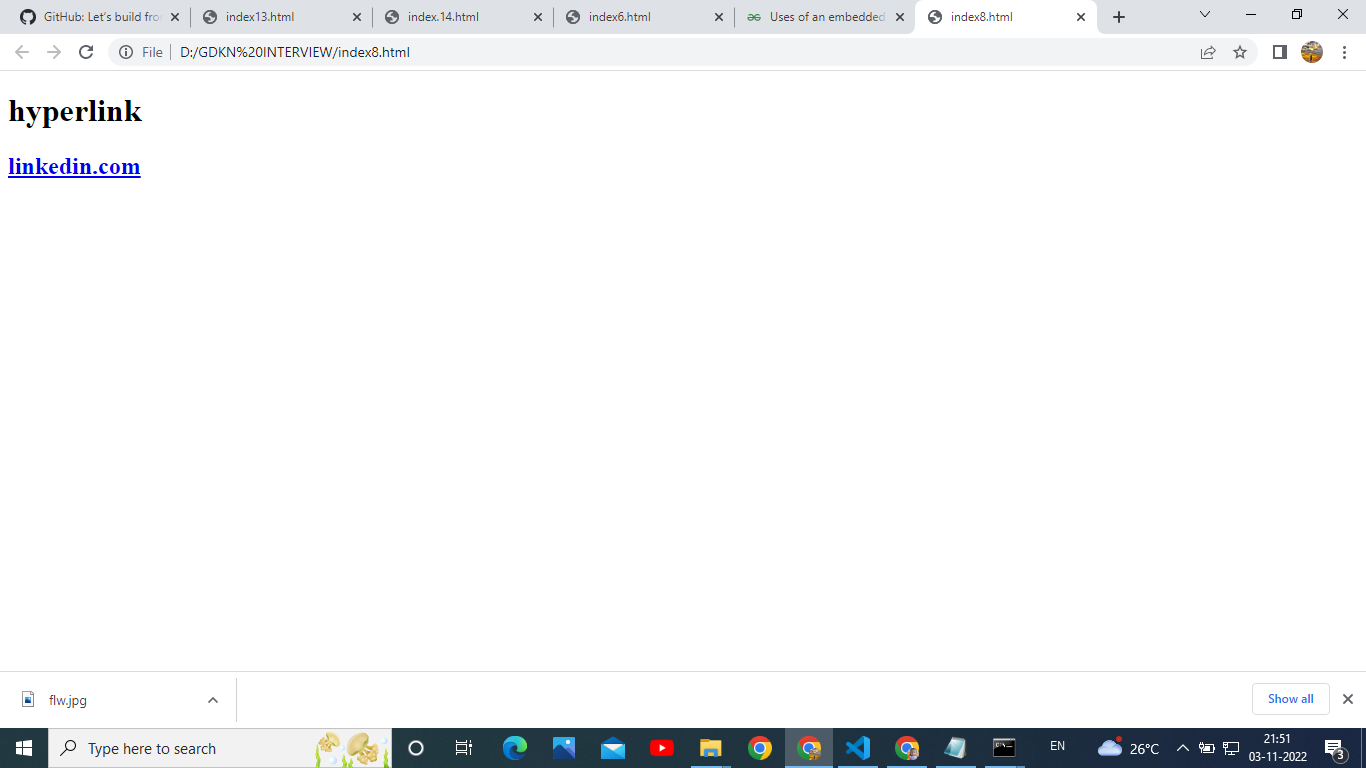 GitHub: Let's build fro
index13.html
index.14.html
index6.html
Uses of an embedded
index8.html
File
D:/GDKN%20INTERVIEW/index8.html
hyperlink
linkedin.com
flw.jpg
Show all
Type here to search
EN
26°C
21:51
03-11-2022
3